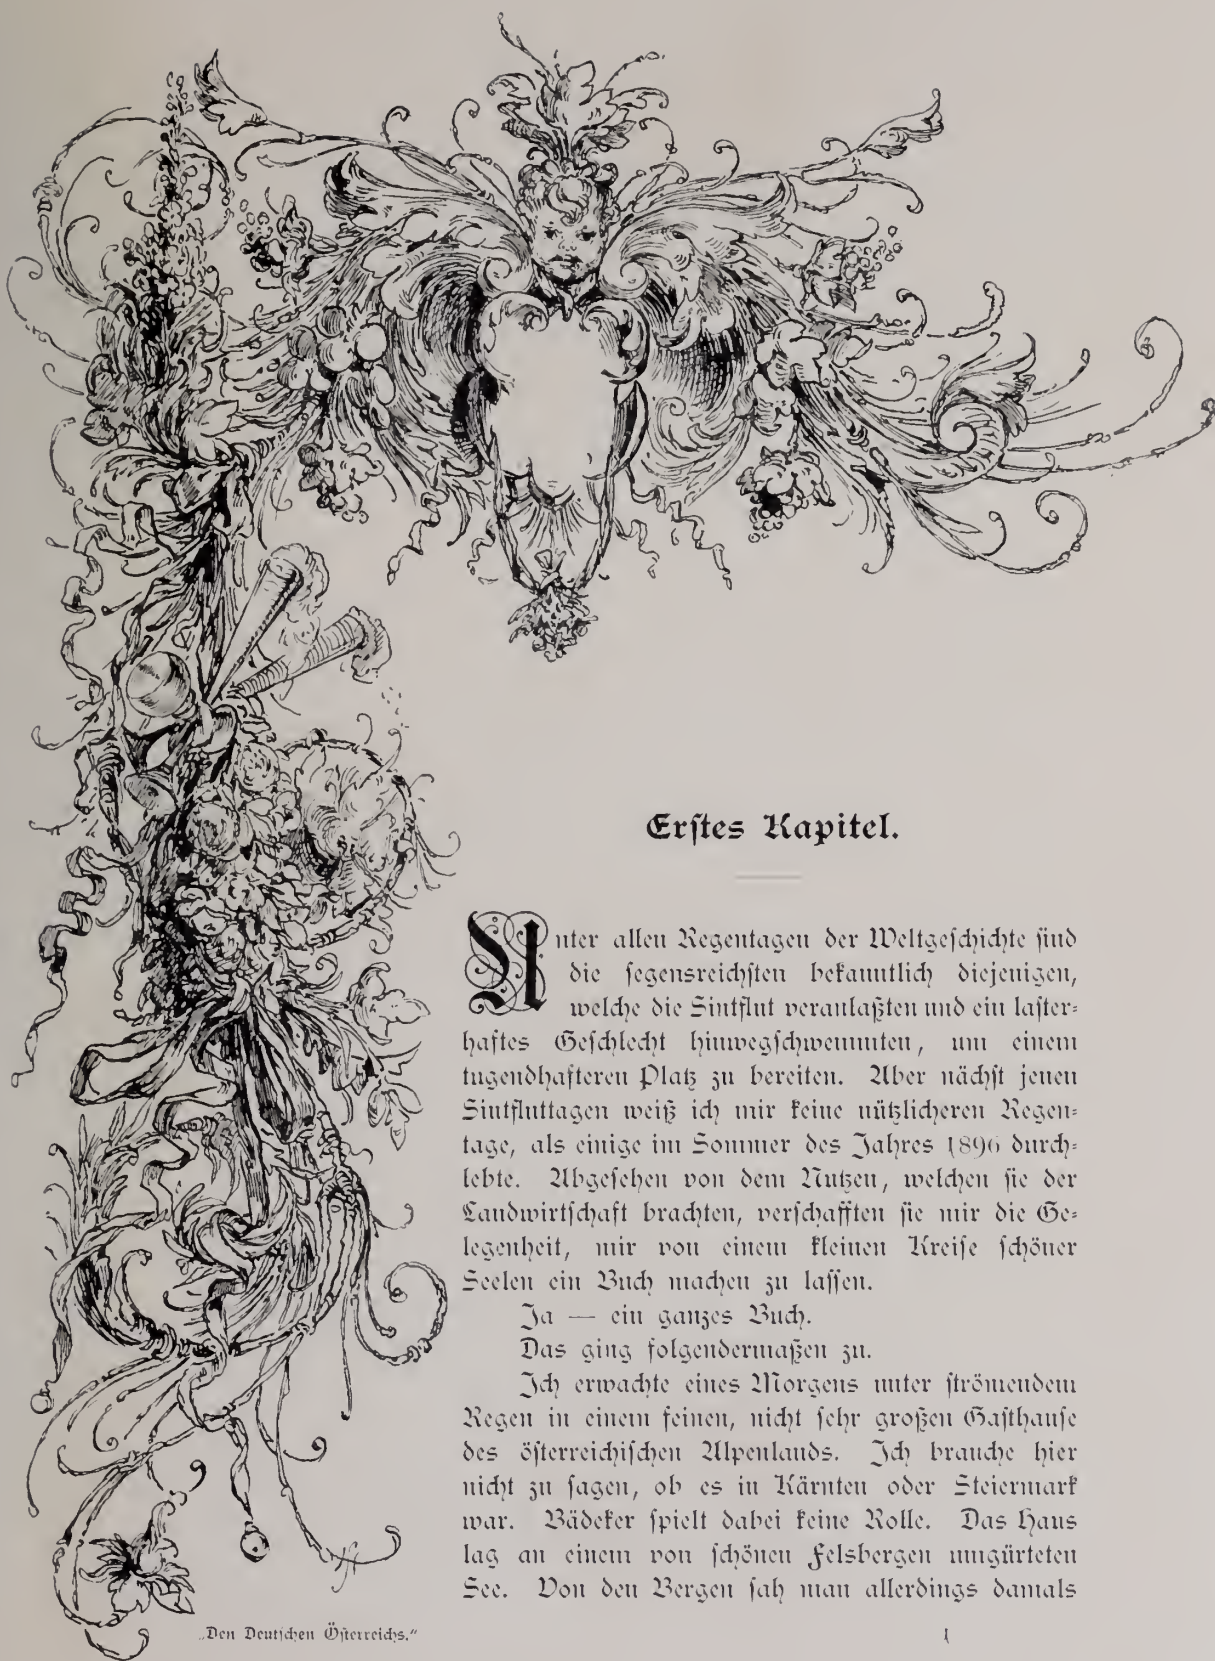 Erſtes Kapitel.
Unter allen Regentagen der Weltgeſchichte ſind
die ſegensreichſten bekanntlich diejenigen,
welche die Sintflut veranlaßten und ein laſter-
haftes Geſchlecht hinwegſchwemmten, um einem
tugendhafteren Platz zu bereiten. Aber nächſt jenen
Sintfluttagen weiß ich mir keine nützlicheren Regen-
tage, als einige im Sommer des Jahres 1896 durch-
lebte. Abgeſehen von dem Nutzen, welchen ſie der
Landwirtſchaft brachten, verſchafften ſie mir die Ge-
legenheit, mir von einem kleinen Kreiſe ſchöner
Seelen ein Buch machen zu laſſen.
Ja — ein ganzes Buch.
Das ging folgendermaßen zu.
Ich erwachte eines Morgens unter ſtrömendem
Regen in einem feinen, nicht ſehr großen Gaſthauſe
des öſterreichiſchen Alpenlands. Ich brauche hier
nicht zu ſagen, ob es in Kärnten oder Steiermark
war. Bädeker ſpielt dabei keine Rolle. Das Haus
lag an einem von ſchönen Felsbergen umgürteten
See. Von den Bergen ſah man allerdings damals
„Den Deutſchen Öſterreichs.“ 1